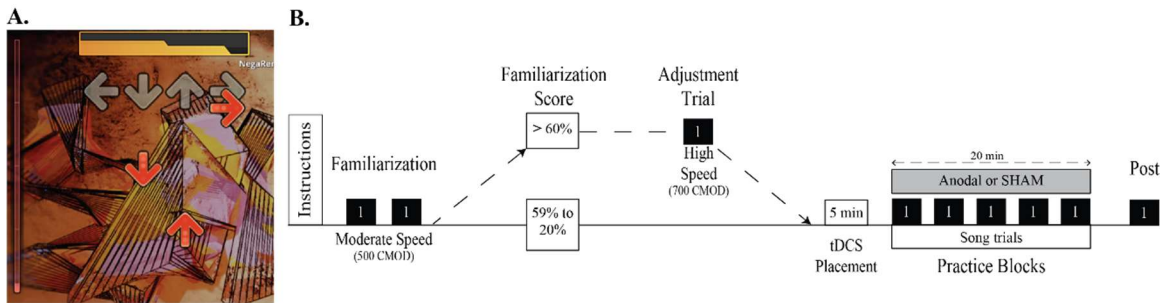 A.
NegaRe
B.
Instructions
Familiarization
1 1
Moderate Speed
(500 CMOD)
Familiarization
Score
> 60%
59% to
20%
Adjustment
Trial
1
High
Speed
(700 CMOD)
5 min
tDCS
Placement
20 min
Anodal or SHAM
1 1 1 1 1
Song trials
Practice Blocks
Post
1